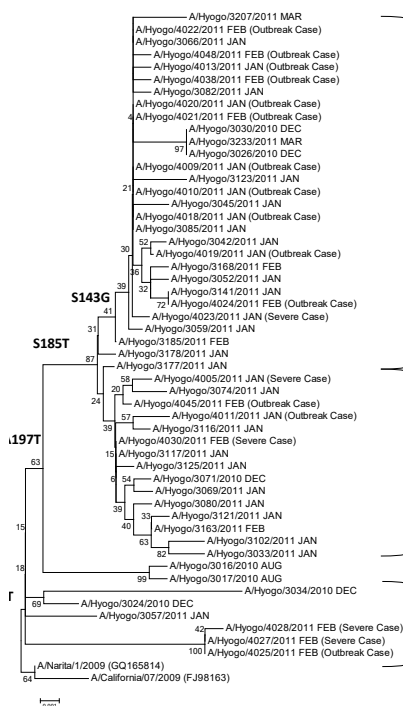 A/Hyogo/3207/2011 MAR
A/Hyogo/4022/2011 FEB (Outbreak Case)
A/Hyogo/3066/2011 JAN
A/Hyogo/4048/2011 FEB (Outbreak Case)
A/Hyogo/4013/2011 JAN (Outbreak Case)
A/Hyogo/4038/2011 FEB (Outbreak Case)
A/Hyogo/3082/2011 JAN
A/Hyogo/4020/2011 JAN (Outbreak Case)
4 A/Hyogo/4021/2011 FEB (Outbreak Case)
A/Hyogo/3030/2010 DEC
A/Hyogo/3233/2011 MAR
97 A/Hyogo/3026/2010 DEC
A/Hyogo/4009/2011 JAN (Outbreak Case)
A/Hyogo/3123/2011 JAN
21 A/Hyogo/4010/2011 JAN (Outbreak Case)
A/Hyogo/3045/2011 JAN
A/Hyogo/4018/2011 JAN (Outbreak Case)
A/Hyogo/3085/2011 JAN
52 A/Hyogo/3042/2011 JAN
30 A/Hyogo/4019/2011 JAN (Outbreak Case)
36 A/Hyogo/3168/2011 FEB
A/Hyogo/3052/2011 JAN
39 32 A/Hyogo/3141/2011 JAN
S143G 72 A/Hyogo/4024/2011 FEB (Outbreak Case)
41 A/Hyogo/4023/2011 JAN (Severe Case)
A/Hyogo/3059/2011 JAN
31 A/Hyogo/3185/2011 FEB
S185T A/Hyogo/3178/2011 JAN
87 A/Hyogo/3177/2011 JAN
58 A/Hyogo/4005/2011 JAN (Severe Case)
20 A/Hyogo/3074/2011 JAN
24 A/Hyogo/4045/2011 FEB (Outbreak Case)
57 A/Hyogo/4011/2011 JAN (Outbreak Case)
39 A/Hyogo/3116/2011 JAN
A/Hyogo/4030/2011 FEB (Severe Case)
197T 15 A/Hyogo/3117/2011 JAN
A/Hyogo/3125/2011 JAN
63 6 54 A/Hyogo/3071/2010 DEC
A/Hyogo/3069/2011 JAN
39 A/Hyogo/3080/2011 JAN
33 A/Hyogo/3121/2011 JAN
40 A/Hyogo/3163/2011 FEB
63 A/Hyogo/3102/2011 JAN
82 A/Hyogo/3033/2011 JAN
15 A/Hyogo/3016/2010 AUG
18 99 A/Hyogo/3017/2010 AUG
A/Hyogo/3034/2010 DEC
T 69 A/Hyogo/3024/2010 DEC
A/Hyogo/3057/2011 JAN
42 A/Hyogo/4028/2011 FEB (Severe Case)
A/Hyogo/4027/2011 FEB (Severe Case)
100 A/Hyogo/4025/2011 FEB (Outbreak Case)
A/Narita/1/2009 (GQ165814)
64 A/California/07/2009 (FJ98163)
0.001